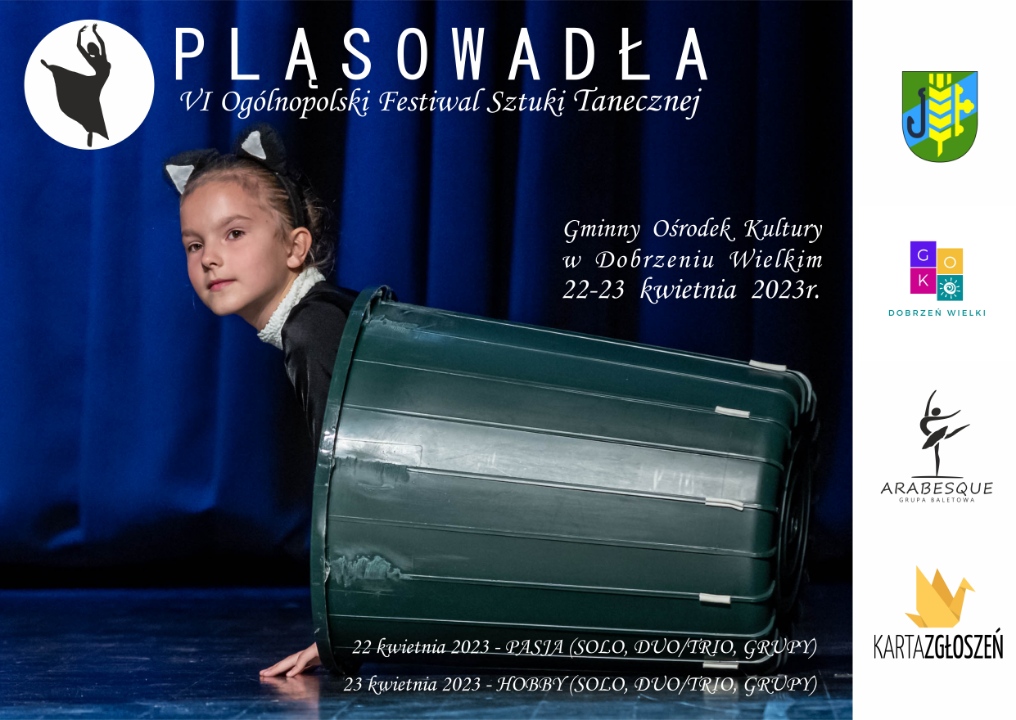 PLĄSOWADŁA
VI Ogólnopolski Festiwal Sztuki Tanecznej
Gminny Ośrodek Kultury
w Dobrzeniu Wielkim
22-23 kwietnia 2023r.
22 kwietnia 2023 - PASJA (SOLO, DUO/TRIO, GRUPY)
23 kwietnia 2023 - HOBBY (SOLO, DUO/TRIO, GRUPY)
G
O
K
DOBRZEŃ WIELKI
ARABESQUE
GRUPA BALETOWA
KARTAZGŁOSZEŃ